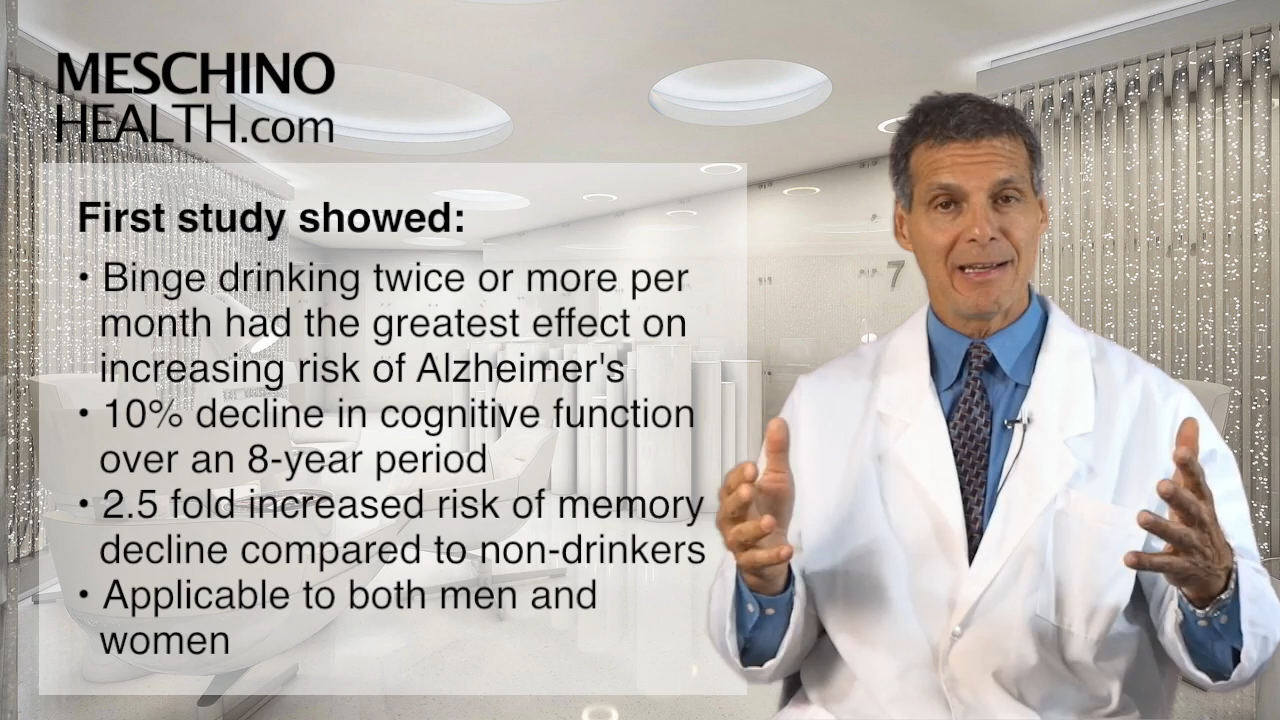 MESCHINO
HEALTH.com
First study showed:
• Binge drinking twice or more per
month had the greatest effect on
increasing risk of Alzheimer's
• 10% decline in cognitive function
over an 8-year period
• 2.5 fold increased risk of memory
decline compared to non-drinkers
• Applicable to both men and
women
7